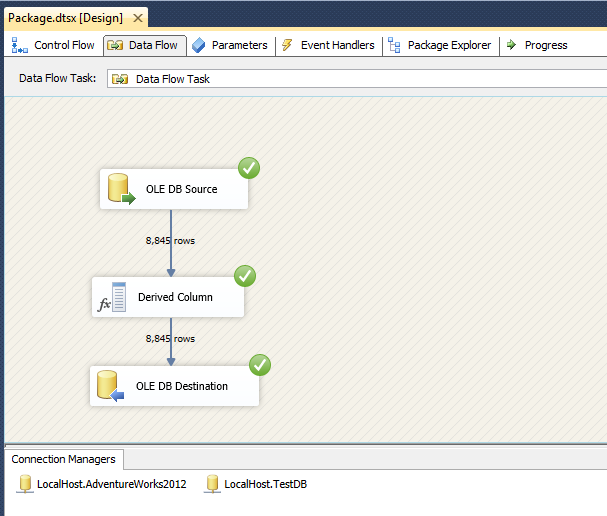 Package.dtsx [Design]
Control Flow Data Flow Parameters Event Handlers Package Explorer Progress
Data Flow Task: Data Flow Task
OLE DB Source
8,845 rows
fx Derived Column
8,845 rows
OLE DB Destination
Connection Managers
LocalHost.AdventureWorks2012 LocalHost.TestDB